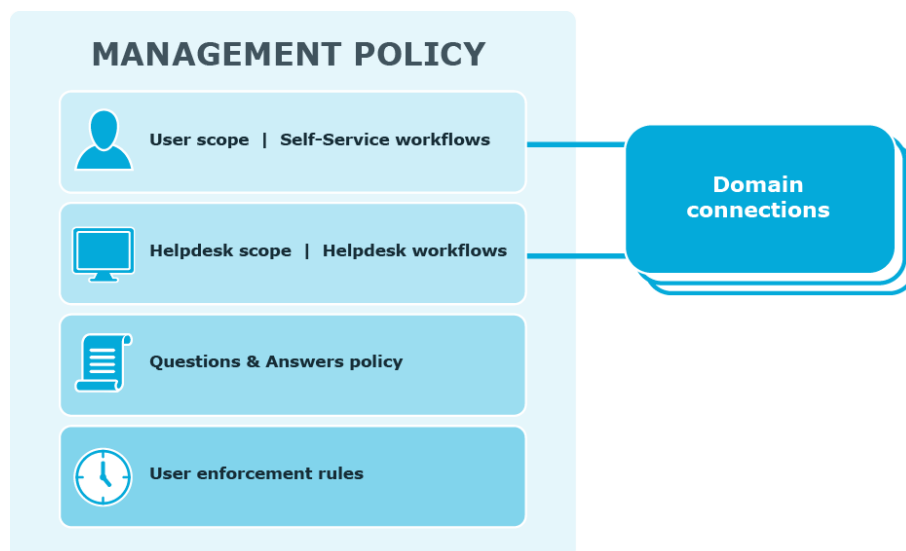 MANAGEMENT POLICY
User scope | Self-Service workflows
Helpdesk scope | Helpdesk workflows
Questions & Answers policy
User enforcement rules
Domain
connections